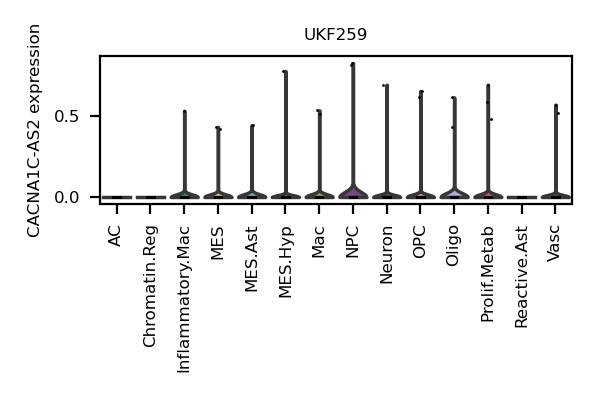 UKF259
CACNA1C-AS2 expression
0.5
0.0
AC
Chromatin.Reg
Inflammatory.Mac
MES
MES.Ast
MES.Hyp
Mac
NPC
Neuron
OPC
Oligo
Prolif.Metab
Reactive.Ast
Vasc